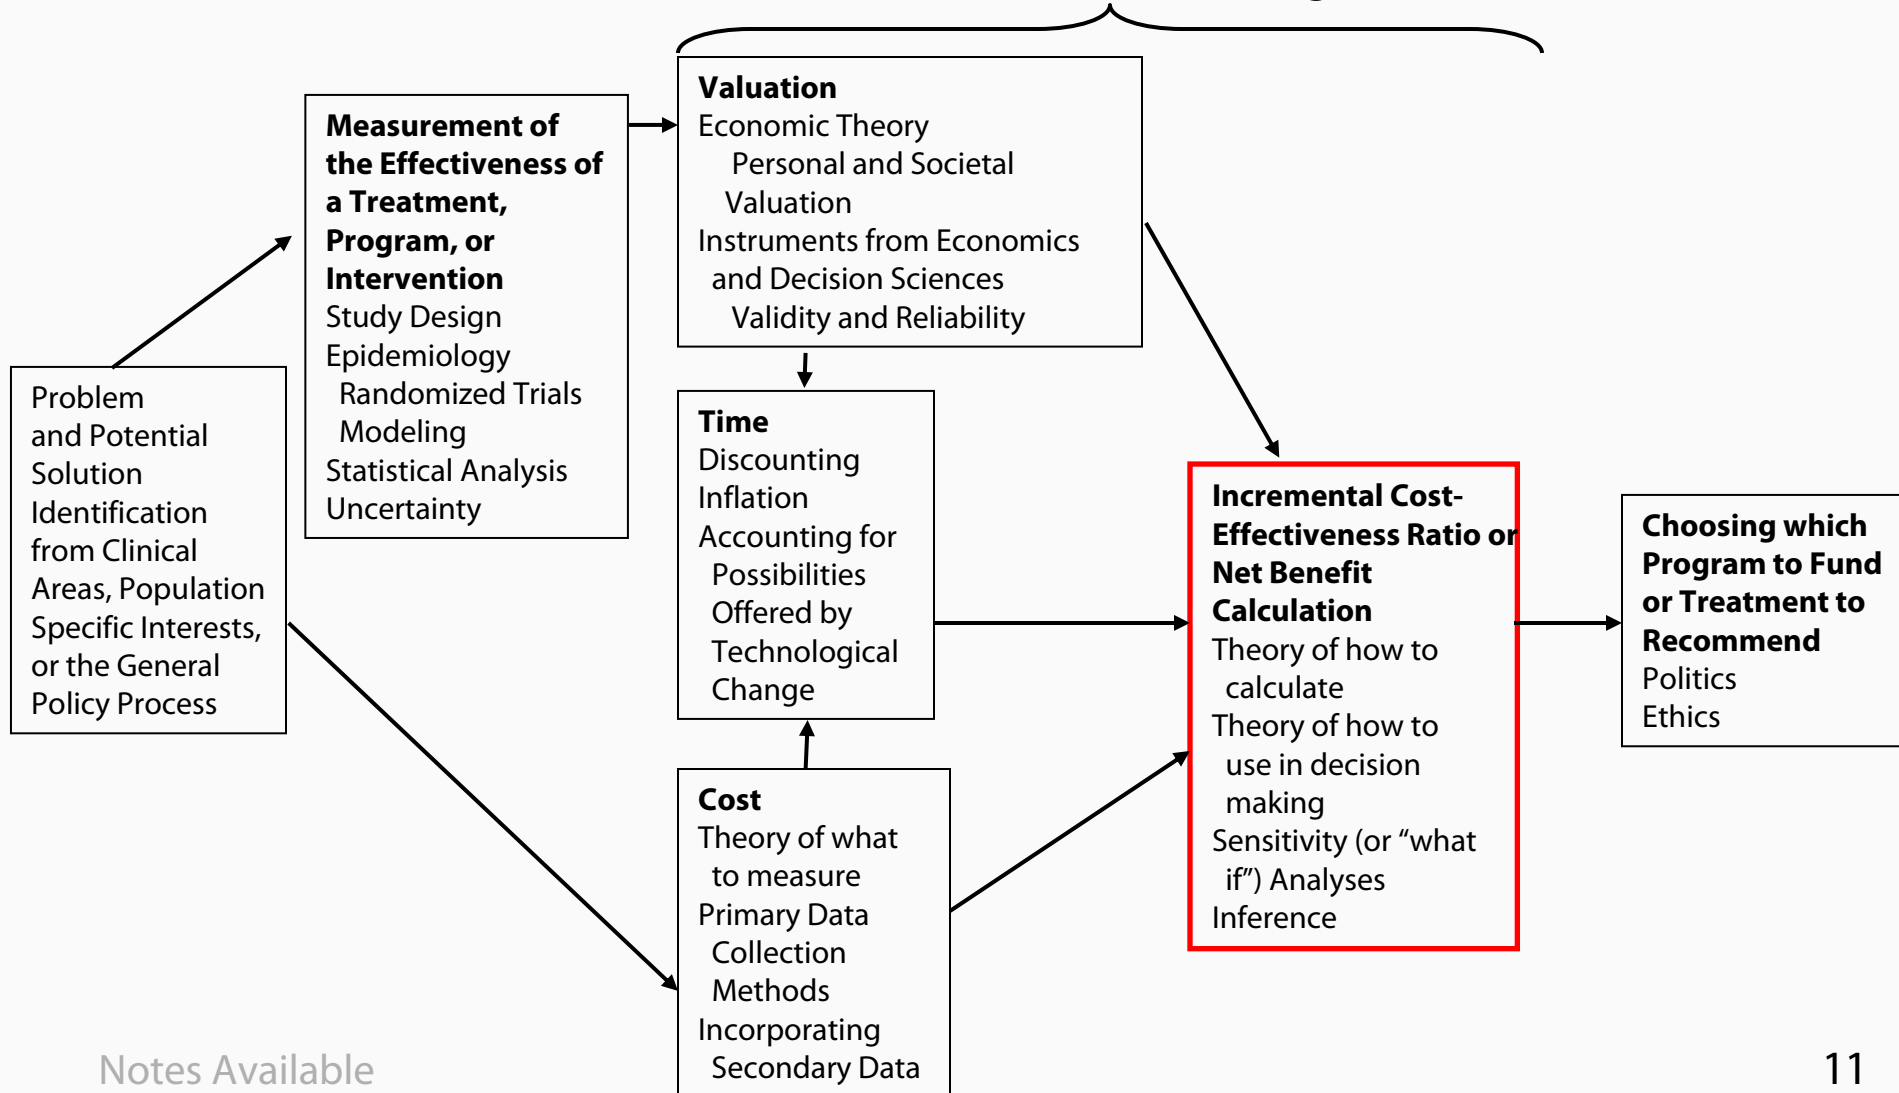 Problem
and Potential
Solution
Identification
from Clinical
Areas, Population
Specific Interests,
or the General
Policy Process
Measurement of
the Effectiveness of
a Treatment,
Program, or
Intervention
Study Design
Epidemiology
Randomized Trials
Modeling
Statistical Analysis
Uncertainty
Valuation
Economic Theory
Personal and Societal
Valuation
Instruments from Economics
and Decision Sciences
Validity and Reliability
Time
Discounting
Inflation
Accounting for
Possibilities
Offered by
Technological
Change
Cost
Theory of what
to measure
Primary Data
Collection
Methods
Incorporating
Secondary Data
Incremental Cost-
Effectiveness Ratio or
Net Benefit
Calculation
Theory of how to
calculate
Theory of how to
use in decision
making
Sensitivity (or “what
if”) Analyses
Inference
Choosing which
Program to Fund
or Treatment to
Recommend
Politics
Ethics
Notes Available
11